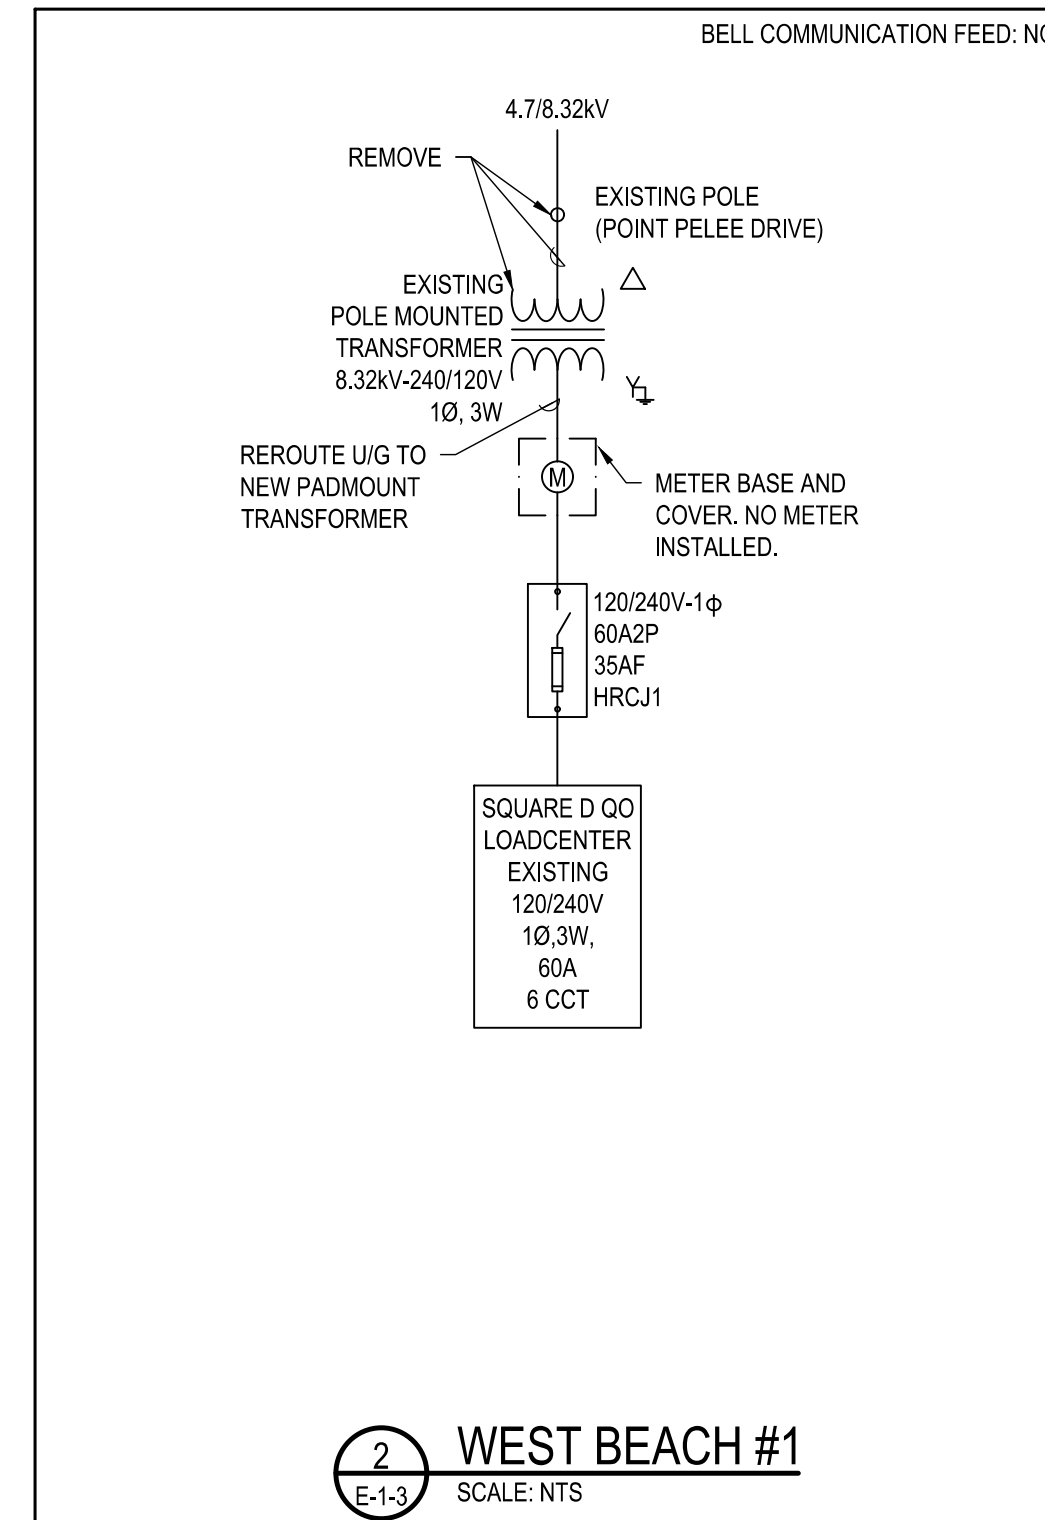 BELL COMMUNICATION FEED:
4.7/8.32kV
REMOVE
EXISTING POLE
(POINT PELEE DRIVE)
EXISTING
POLE MOUNTED
TRANSFORMER
8.32kV-240/120V
1Ø, 3W
Y
REROUTE U/G TO
NEW PADMOUNT
TRANSFORMER
M
METER BASE AND
COVER. NO METER
INSTALLED.
120/240V-1ϕ
60A2P
35AF
HRCJ1
SQUARE D QO
LOADCENTER
EXISTING
120/240V
1Ø,3W,
60A
6 CCT
2
E-1-3
WEST BEACH #1
SCALE: NTS